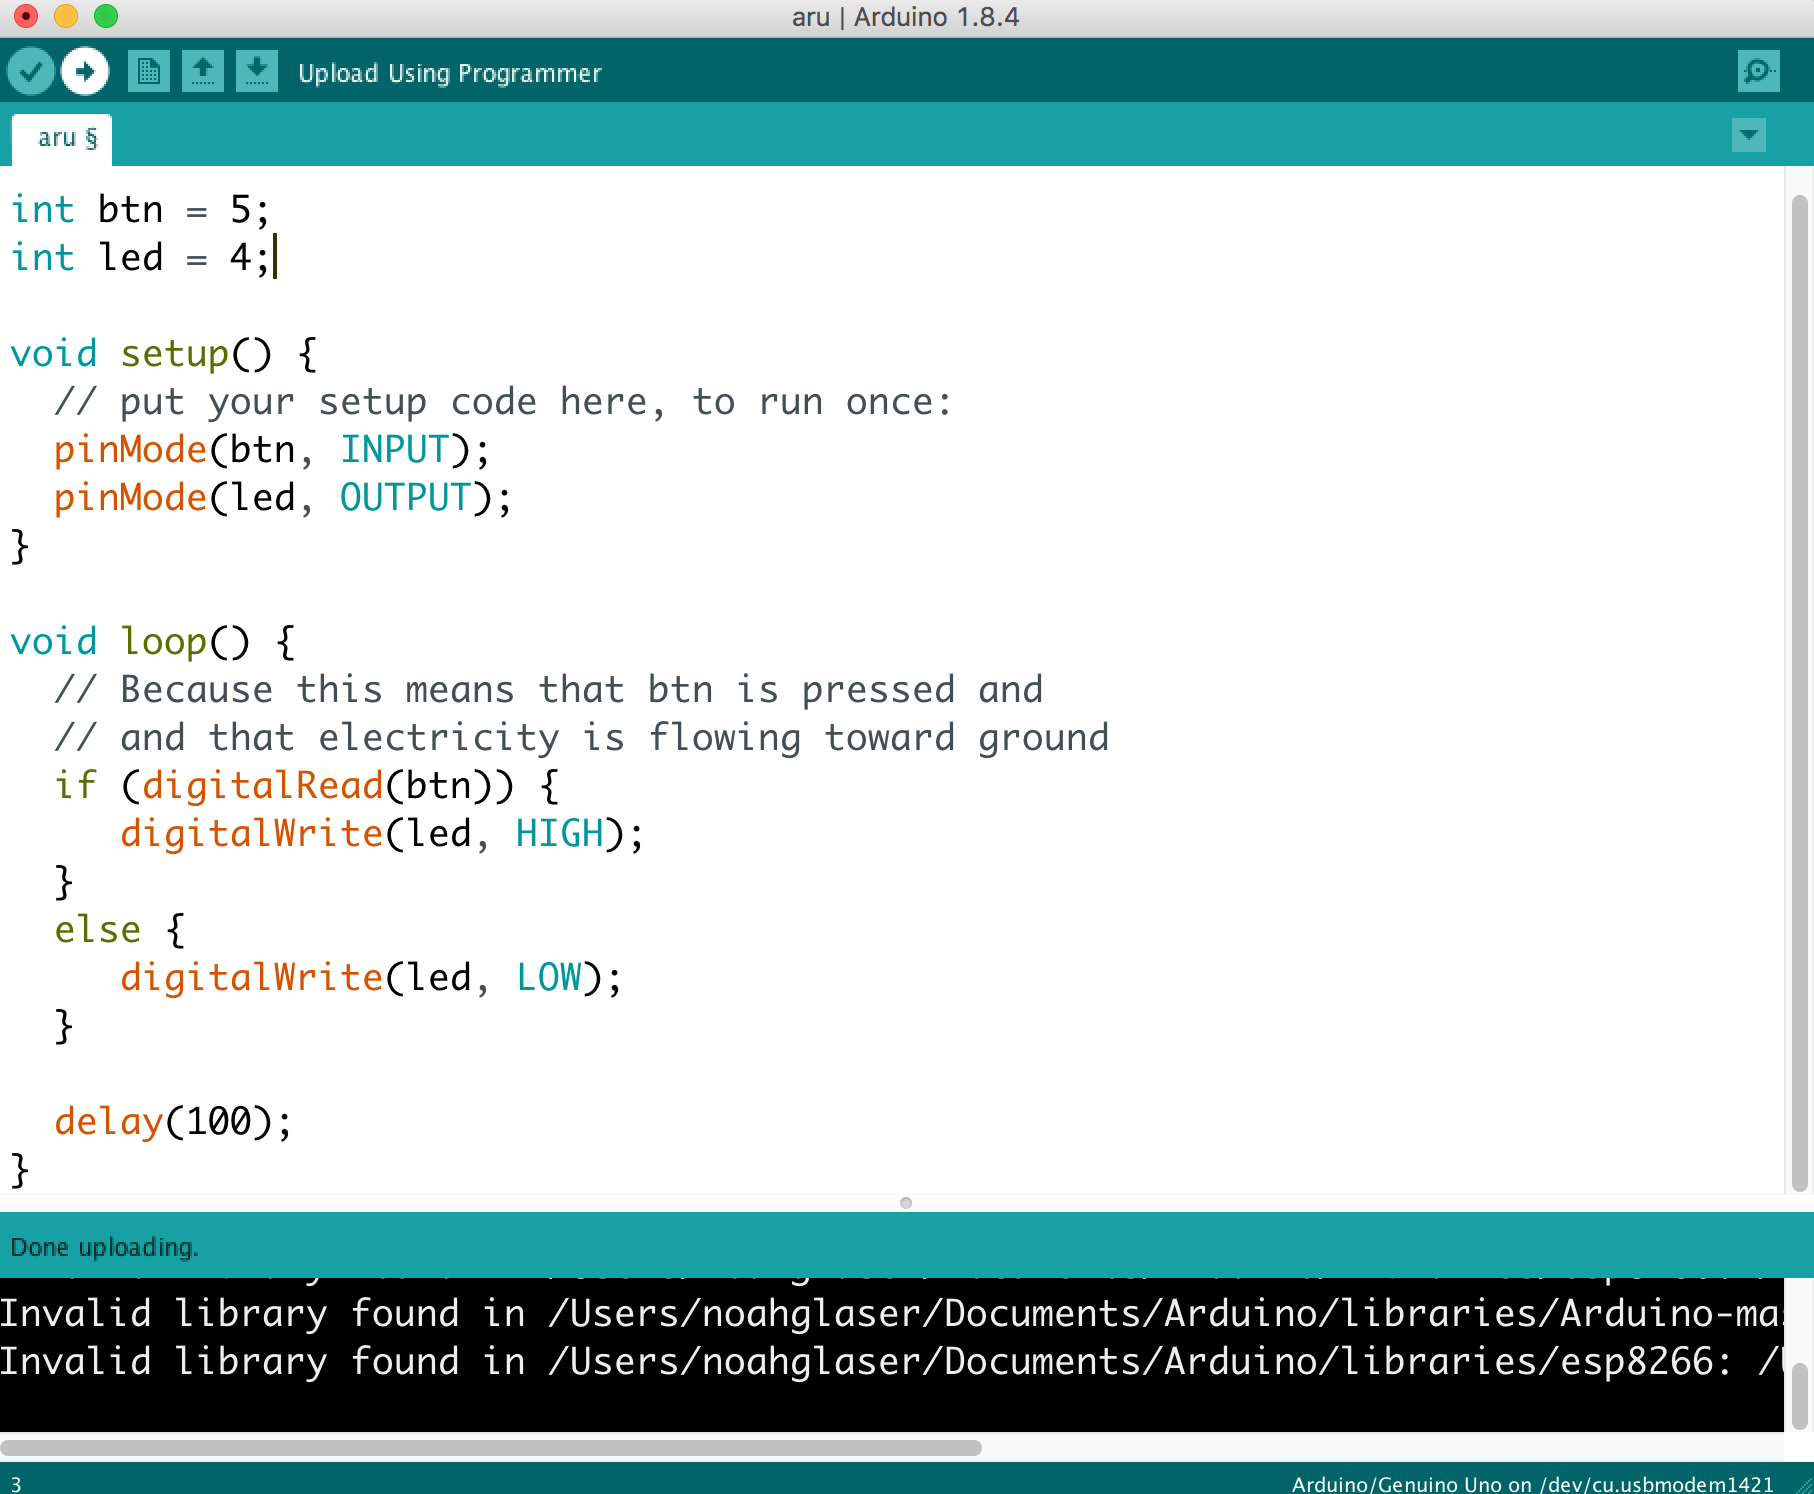 aru | Arduino 1.8.4
Upload Using Programmer
aru §
int btn = 5;
int led = 4;
void setup() {
// put your setup code here, to run once:
pinMode(btn, INPUT);
pinMode(led, OUTPUT);
}
void loop() {
// Because this means that btn is pressed and
// and that electricity is flowing toward ground
if (digitalRead(btn)) {
digitalWrite(led, HIGH);
}
else {
digitalWrite(led, LOW);
}
delay(100);
}
Done uploading.
Invalid library found in /Users/noahglaser/Documents/Arduino/libraries/Arduino-mas
Invalid library found in /Users/noahglaser/Documents/Arduino/libraries/esp8266: /
3
Arduino/Genuino Uno on /dev/cu.usbmodem1421